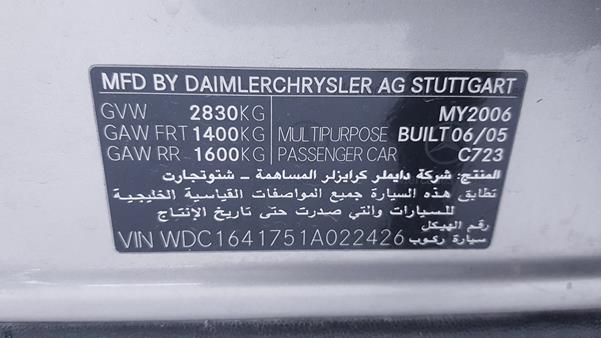 MFD BY DAIMLERCHRYSLER AG STUTTGART
GVW 2830KG MY2006
GAW FRT 1400KG MULTIPURPOSE BUILT 06/05
GAW RR 1600KG PASSENGER CAR C723
المنتج: شركة دايملر كرايزلر المساهمة - شتوتجارت
تطابق هذه السيارة جميع المواصفات القياسية الخليجية
للسيارات والتي صدرت حتى تاريخ الإنتاج
رقم الهيكل
VIN WDC1641751A022426 سيارة ركوب